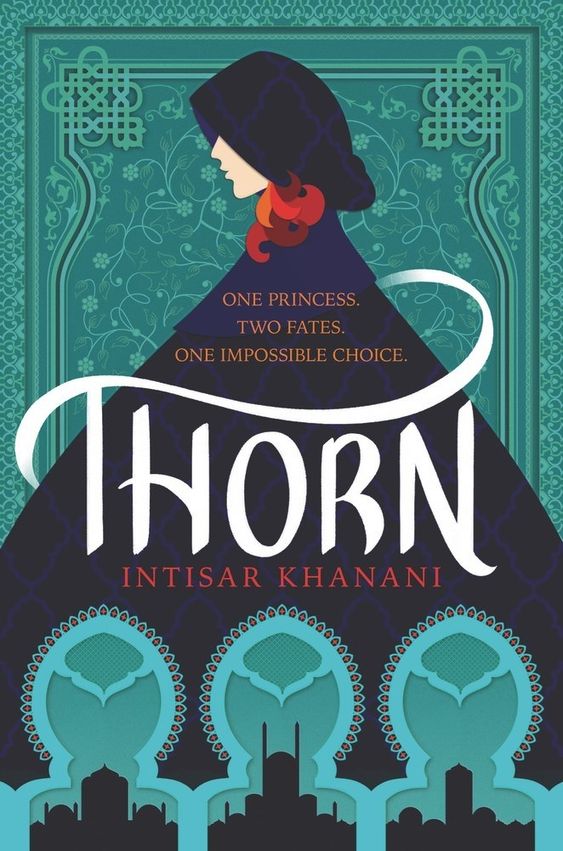 ONE PRINCESS.
TWO FATES.
ONE IMPOSSIBLE CHOICE.
THORN
INTISAR KHANANI